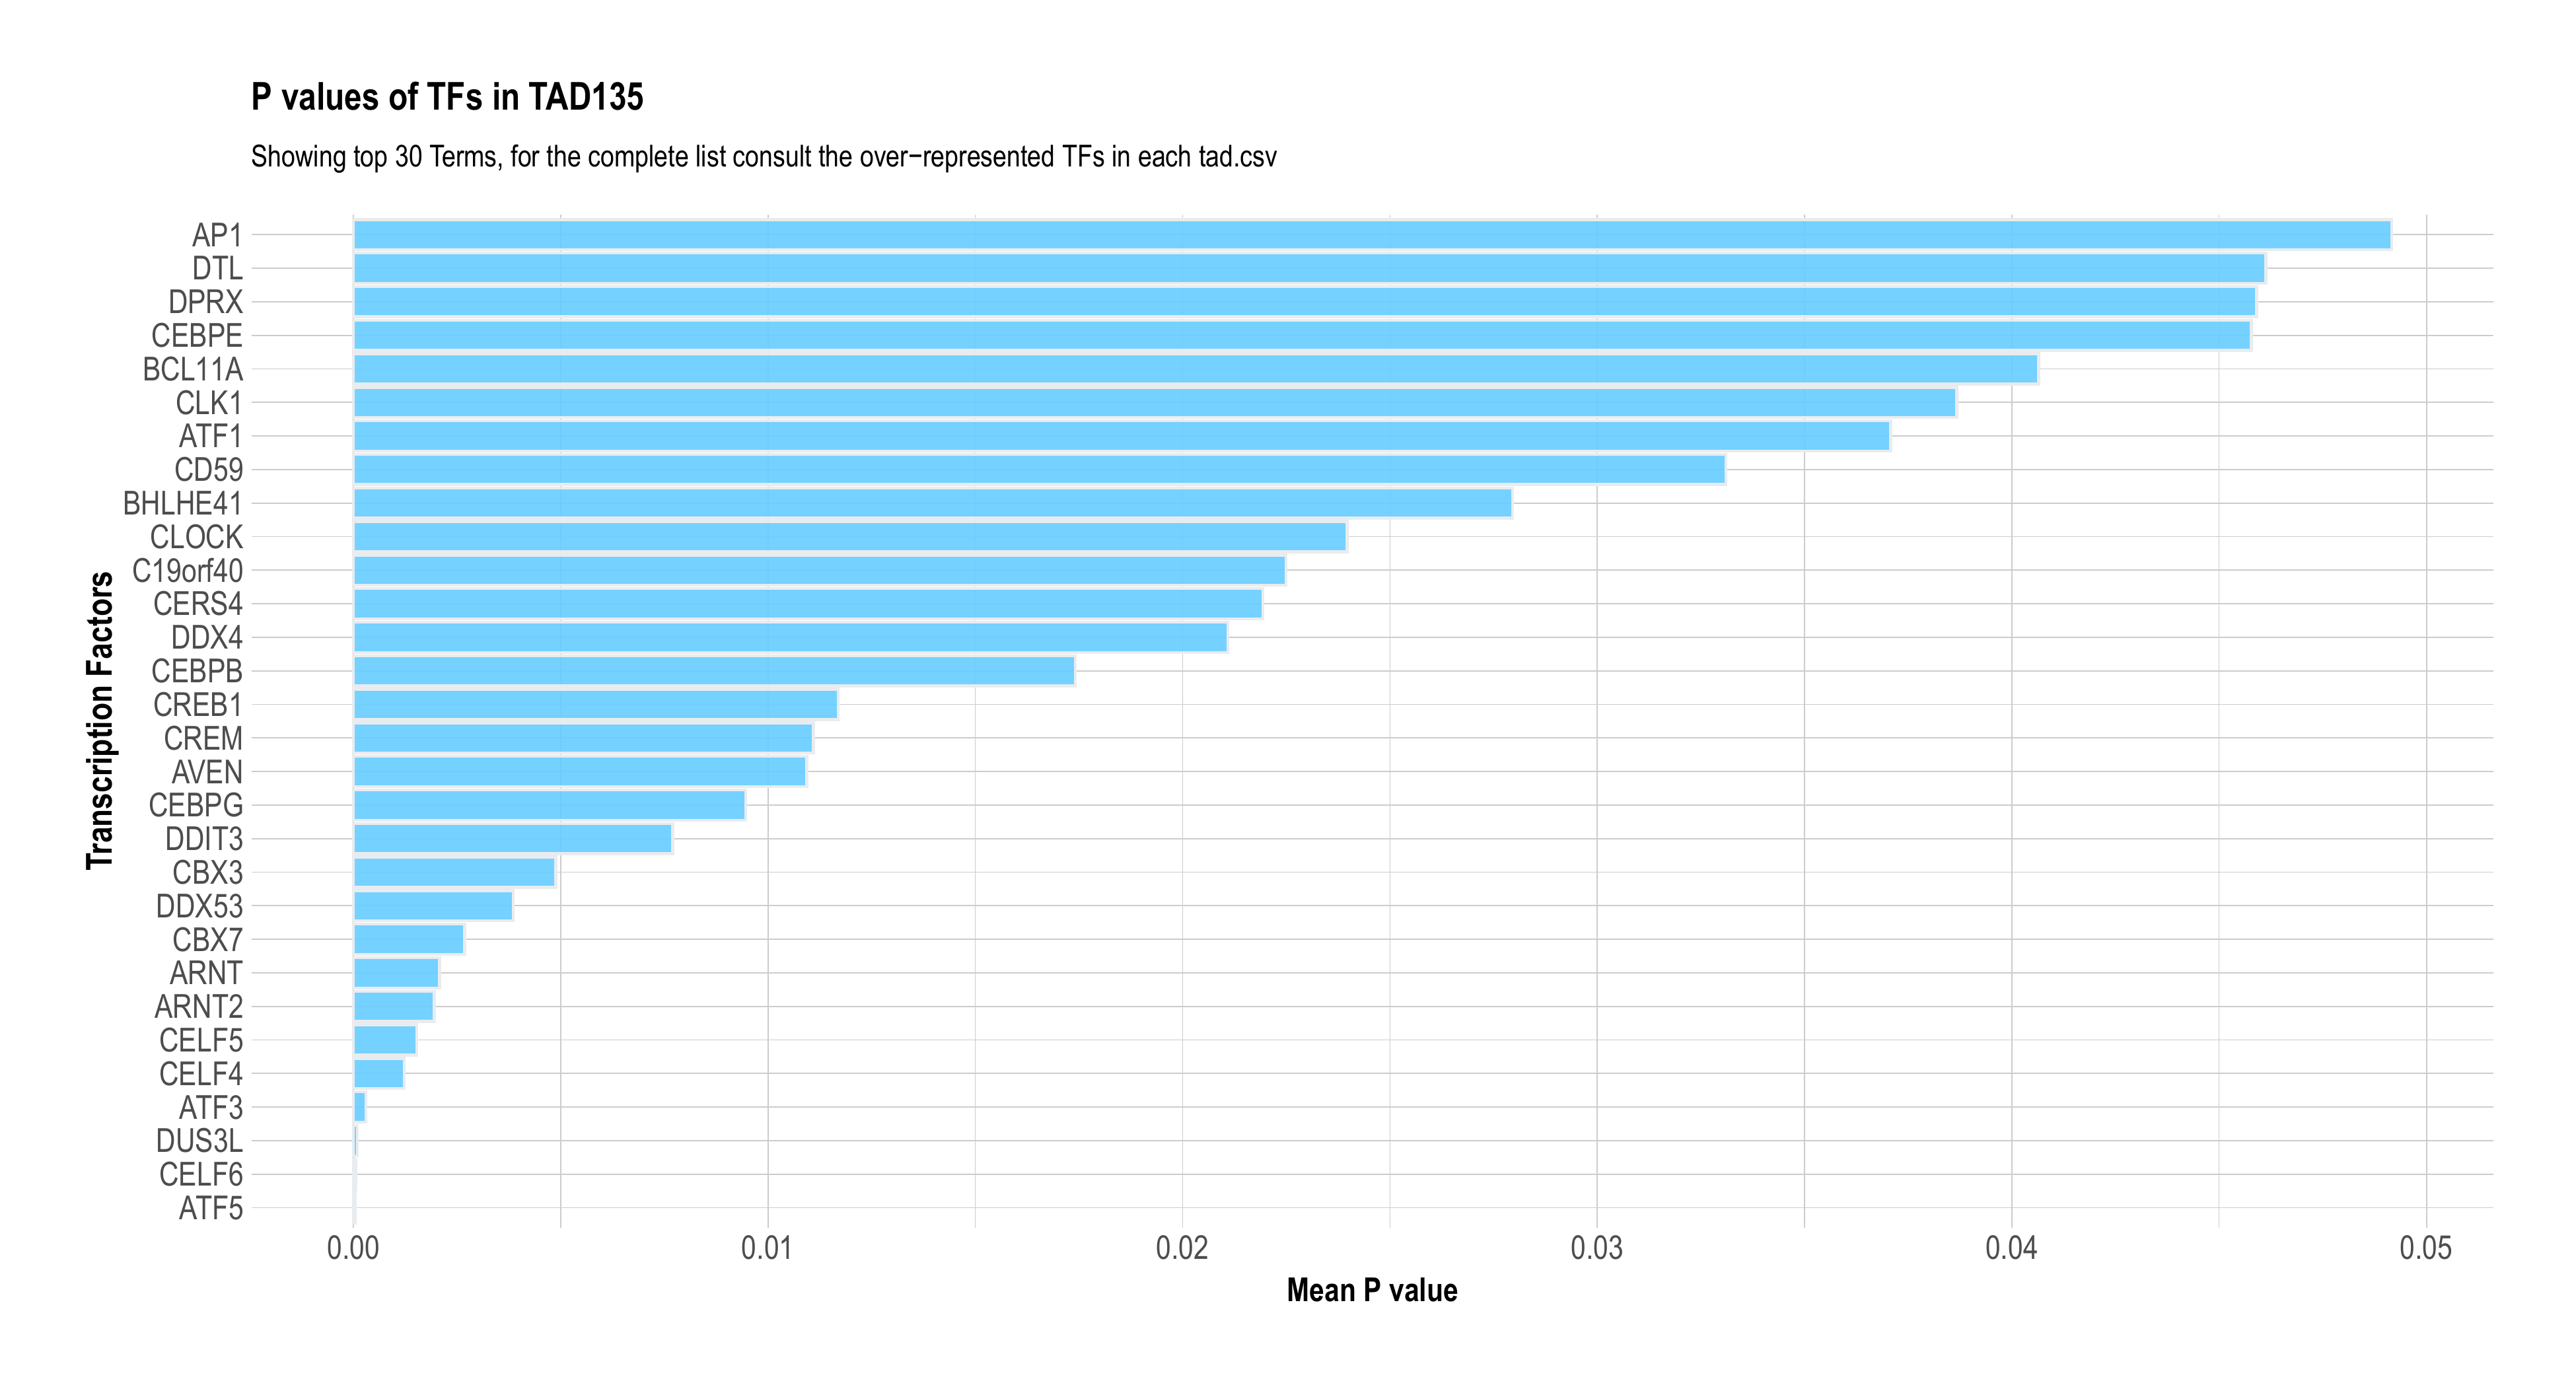 P values of TFs in TAD135
Showing top 30 Terms, for the complete list consult the over−represented TFs in each tad.csv
Transcription Factors
AP1
DTL
DPRX
CEBPE
BCL11A
CLK1
ATF1
CD59
BHLHE41
CLOCK
C19orf40
CERS4
DDX4
CEBPB
CREB1
CREM
AVEN
CEBPG
DDIT3
CBX3
DDX53
CBX7
ARNT
ARNT2
CELF5
CELF4
ATF3
DUS3L
CELF6
ATF5
0.00 0.01 0.02 0.03 0.04 0.05
Mean P value